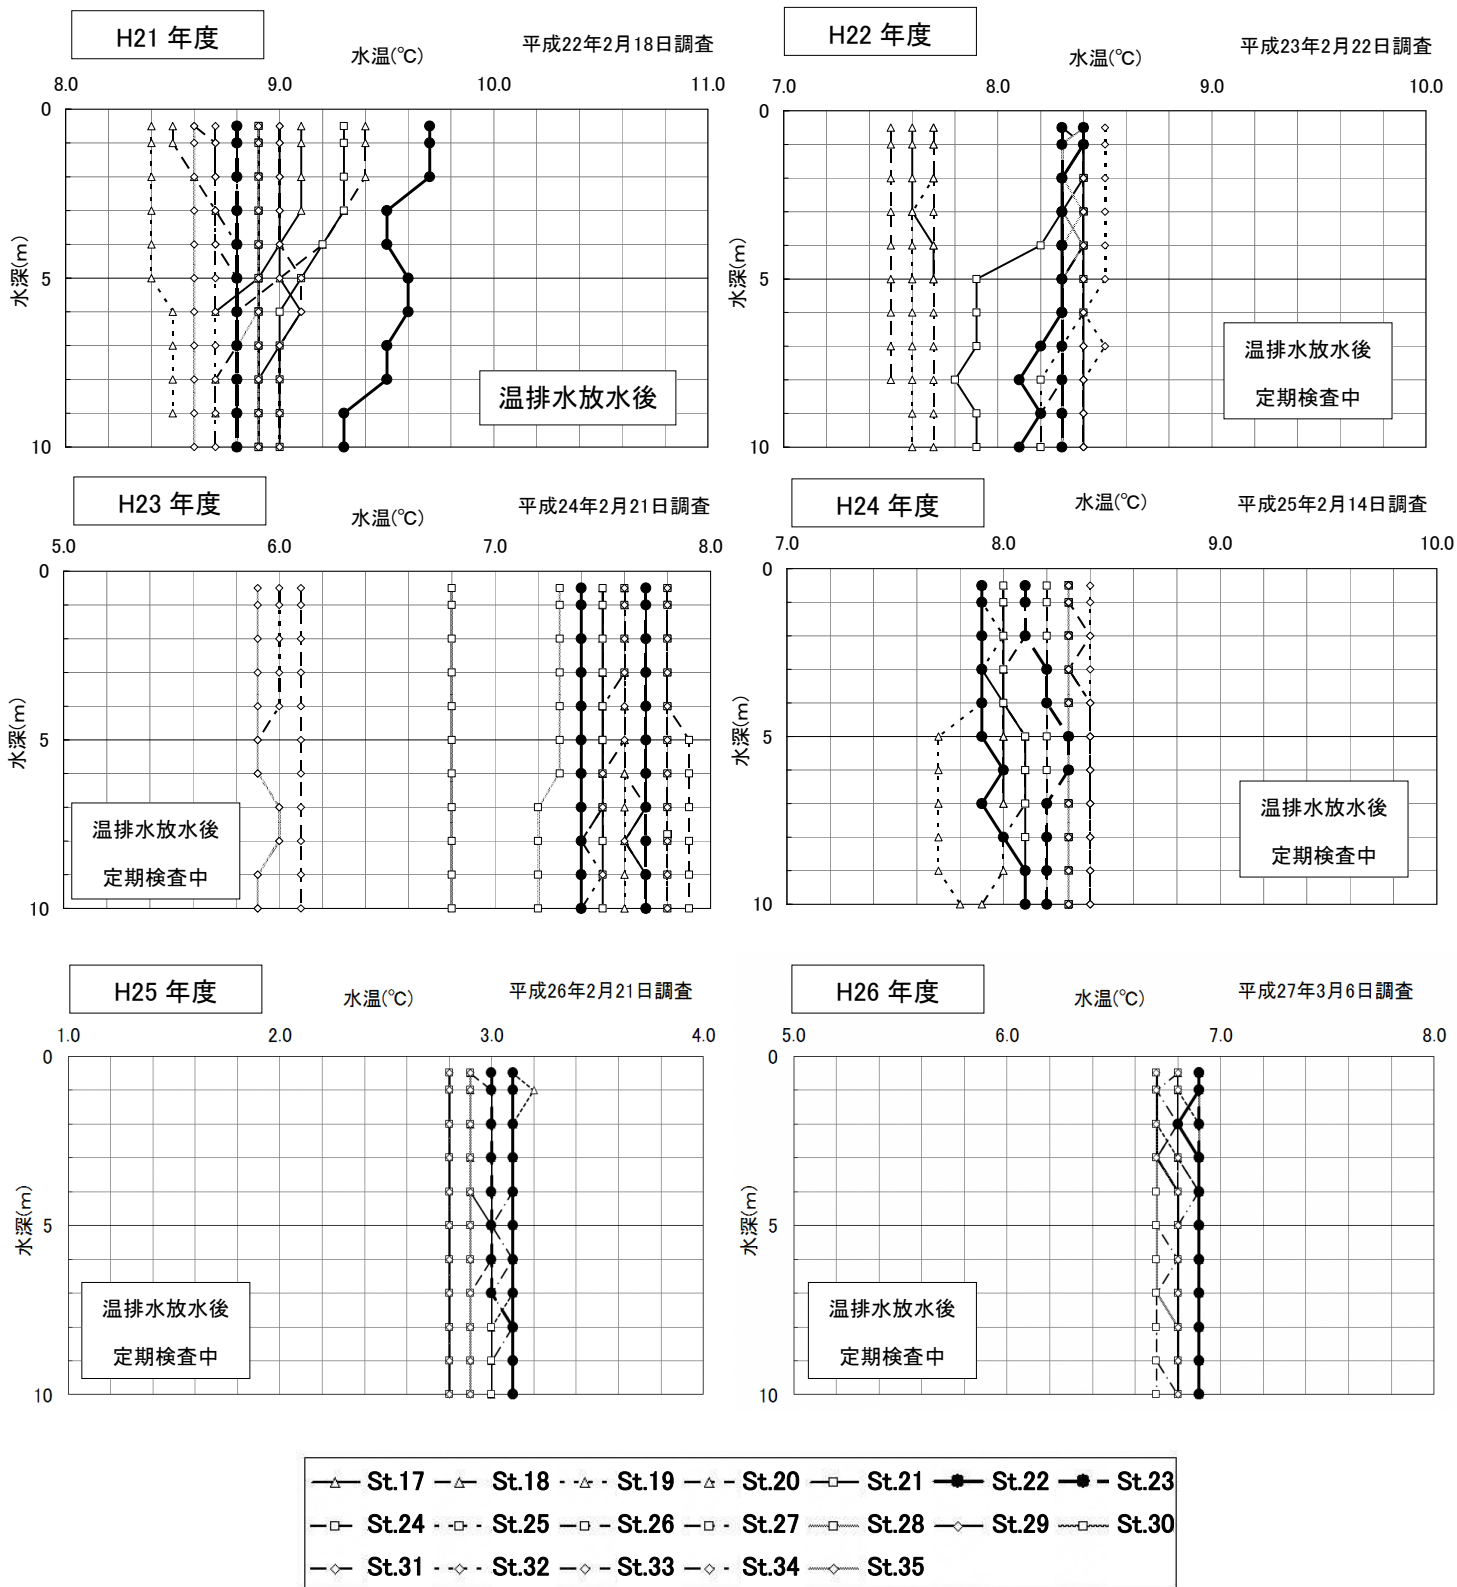 H21 年度
水温(℃)
平成22年2月18日調査
8.0 9.0 10.0 11.0
0
5
10
水深(m)
温排水放水後
H22 年度
水温(℃)
平成23年2月22日調査
7.0 8.0 9.0 10.0
0
5
10
水深(m)
温排水放水後
定期検査中
H23 年度
水温(℃)
平成24年2月21日調査
5.0 6.0 7.0 8.0
0
5
10
水深(m)
温排水放水後
定期検査中
H24 年度
水温(℃)
平成25年2月14日調査
7.0 8.0 9.0 10.0
0
5
10
水深(m)
温排水放水後
定期検査中
H25 年度
水温(℃)
平成26年2月21日調査
1.0 2.0 3.0 4.0
0
5
10
水深(m)
温排水放水後
定期検査中
H26 年度
水温(℃)
平成27年3月6日調査
5.0 6.0 7.0 8.0
0
5
10
水深(m)
温排水放水後
定期検査中
St.17 St.18 St.19 St.20 St.21 St.22 St.23
St.24 St.25 St.26 St.27 St.28 St.29 St.30
St.31 St.32 St.33 St.34 St.35